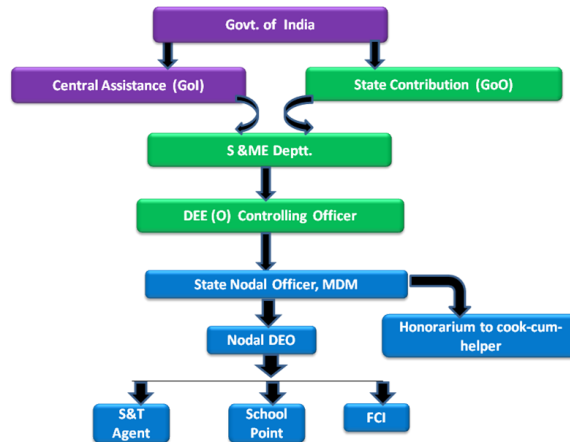 Govt. of India
Central Assistance (GoI)
State Contribution (GoO)
S &ME Deptt.
DEE (O) Controlling Officer
State Nodal Officer, MDM
Honorarium to cook-cum-
helper
Nodal DEO
S&T
Agent
School
Point
FCI